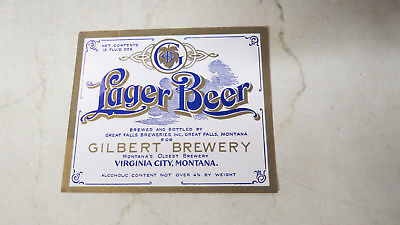 NET CONTENTS
12 FLUID OZS.
Lager Beer
BREWED AND BOTTLED BY
GREAT FALLS BREWERIES, INC., GREAT FALLS, MONTANA
FOR
GILBERT BREWERY
MONTANA'S OLDEST BREWERY
VIRGINIA CITY, MONTANA.
ALCOHOLIC CONTENT NOT OVER 4% BY WEIGHT